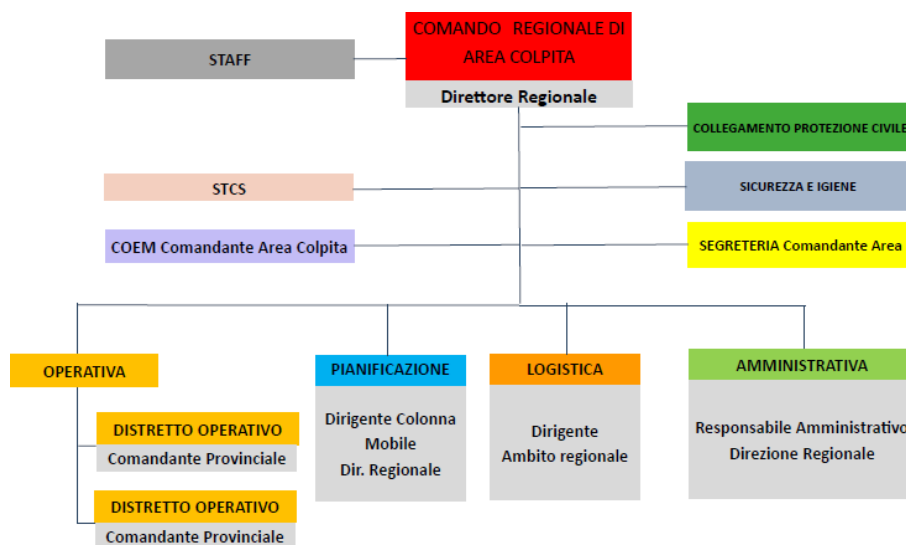 COMANDO REGIONALE DI
AREA COLPITA
STAFF
Direttore Regionale
COLLEGAMENTO PROTEZIONE CIVILE
STCS
SICUREZZA E IGIENE
COEM Comandante Area Colpita
SEGRETERIA Comandante Area
OPERATIVA
DISTRETTO OPERATIVO
Comandante Provinciale
DISTRETTO OPERATIVO
Comandante Provinciale
PIANIFICAZIONE
Dirigente Colonna
Mobile
Dir. Regionale
LOGISTICA
Dirigente
Ambito regionale
AMMINISTRATIVA
Responsabile Amministrativo
Direzione Regionale